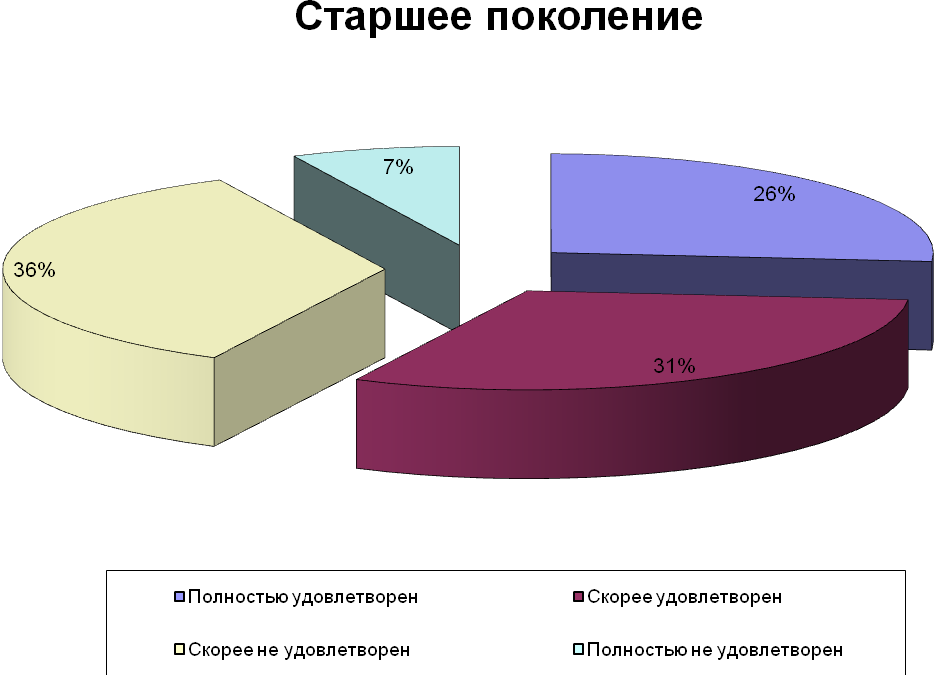 Старшее поколение
7%
26%
36%
31%
Полностью удовлетворен
Скорее удовлетворен
Скорее не удовлетворен
Полностью не удовлетворен